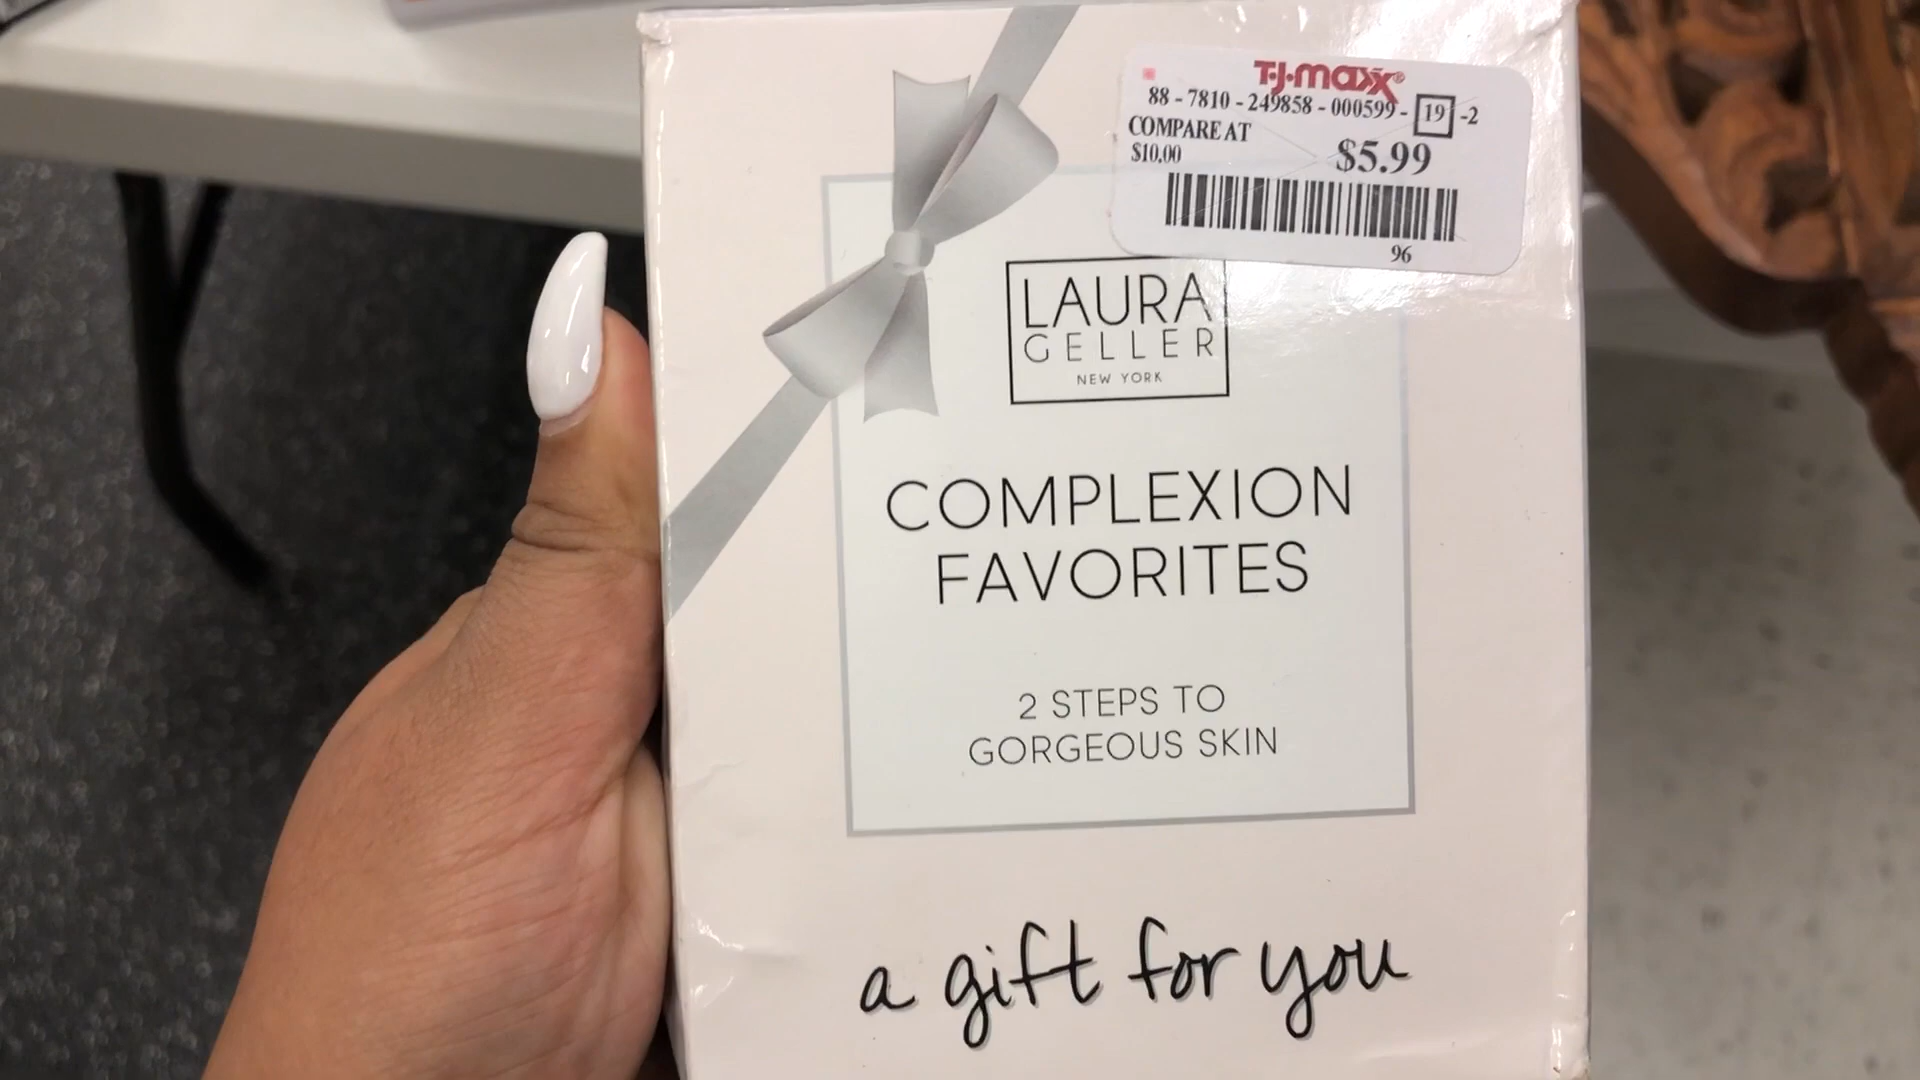 T·J·maxx®
88 - 7810 - 249858 - 000599 - 19 -2
COMPARE AT
$10.00 $5.99
96
LAURA
GELLER
NEW YORK
COMPLEXION
FAVORITES
2 STEPS TO
GORGEOUS SKIN
a gift for you